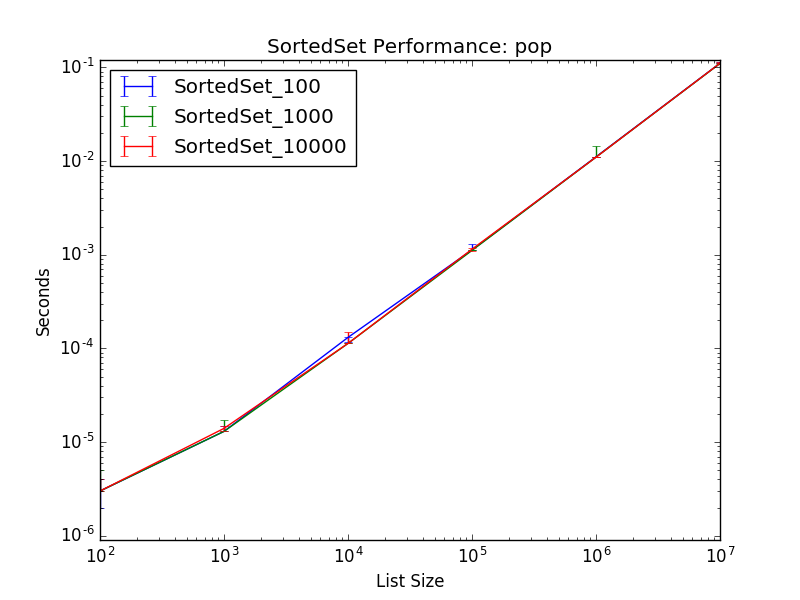 SortedSet Performance: pop
10^-1
SortedSet_100
SortedSet_1000
SortedSet_10000
10^-2
10^-3
Seconds
10^-4
10^-5
10^-6
10^2 10^3 10^4 10^5 10^6 10^7
List Size